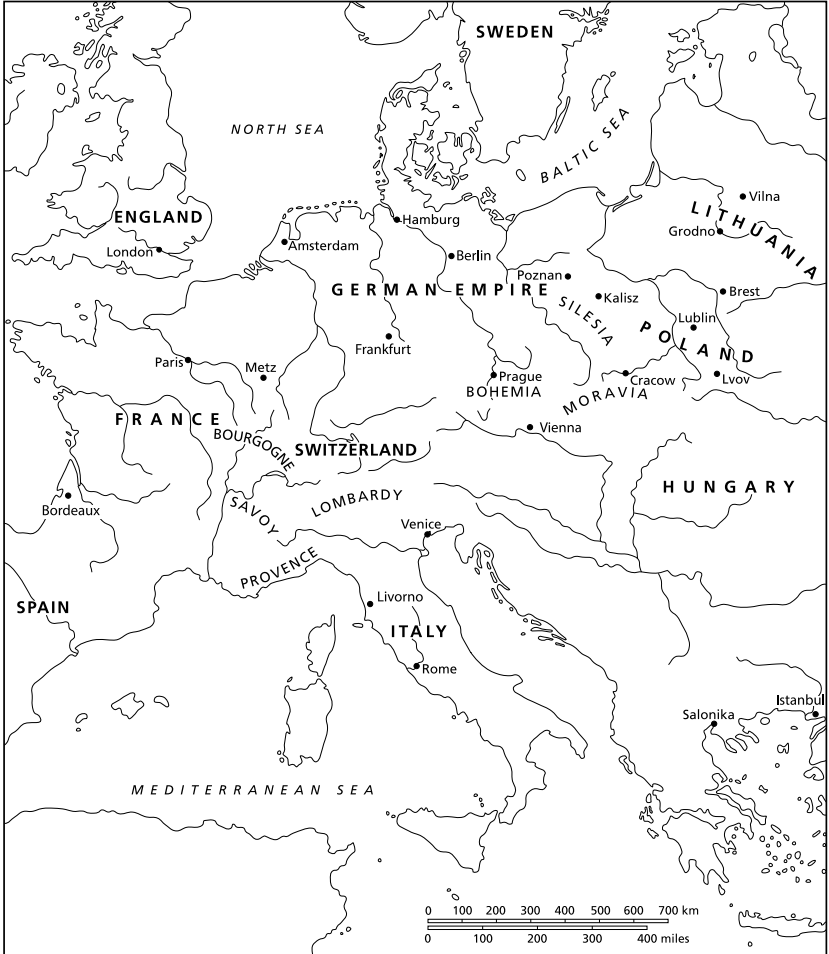 SWEDEN
NORTH SEA
BALTIC SEA
Vilna
LITHUANIA
Grodno
ENGLAND
London
Hamburg
Amsterdam
Berlin
Poznan
GERMAN EMPIRE
Kalisz
Brest
SILESIA
Lublin
POLAND
Frankfurt
Paris
Metz
Prague
BOHEMIA
Cracow
Lvov
MORAVIA
FRANCE
BOURGOGNE
Vienna
SWITZERLAND
HUNGARY
Bordeaux
SAVOY
LOMBARDY
Venice
PROVENCE
SPAIN
Livorno
ITALY
Rome
Istanbul
Salonika
MEDITERRANEAN SEA
0 100 200 300 400 500 600 700 km
0 100 200 300 400 miles